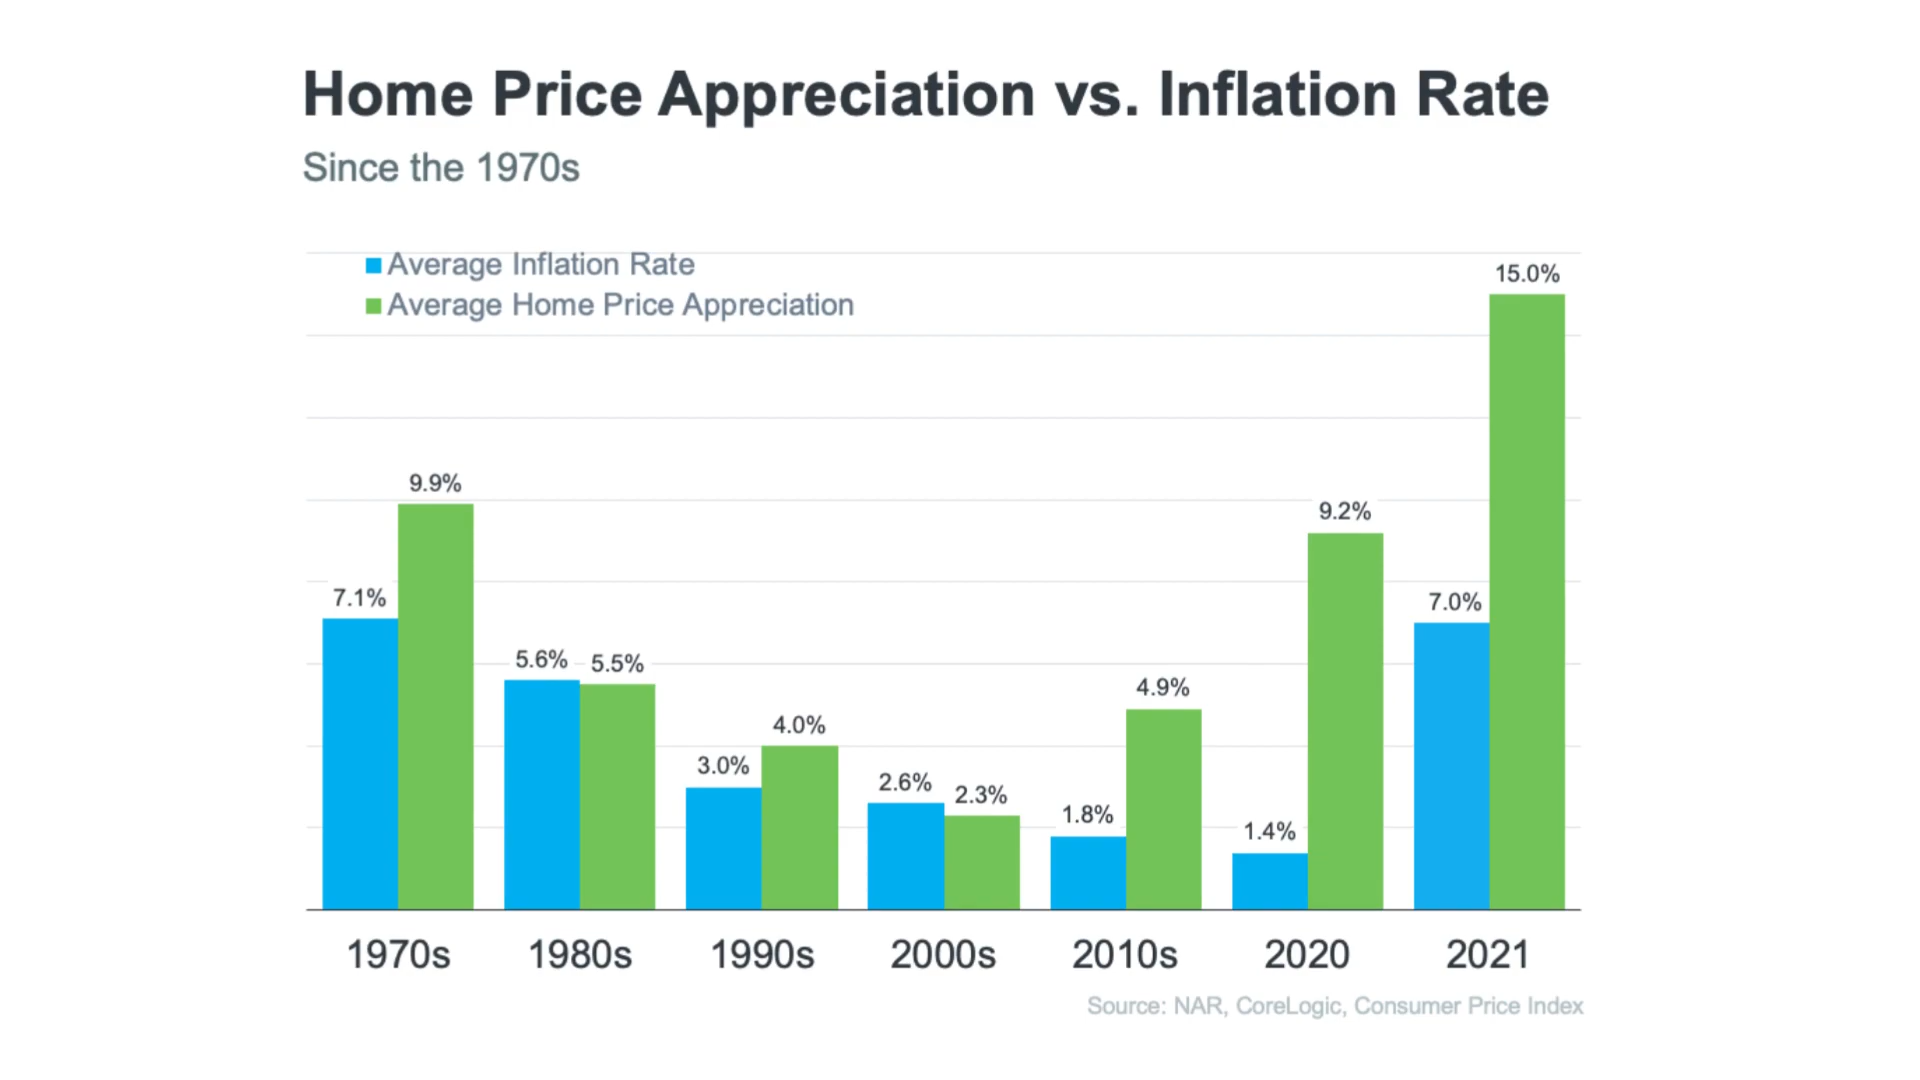 Home Price Appreciation vs. Inflation Rate
Since the 1970s
Average Inflation Rate
Average Home Price Appreciation
7.1%
9.9%
5.6%
5.5%
3.0%
4.0%
2.6%
2.3%
1.8%
4.9%
1.4%
9.2%
7.0%
15.0%
1970s 1980s 1990s 2000s 2010s 2020 2021
Source: NAR, CoreLogic, Consumer Price Index